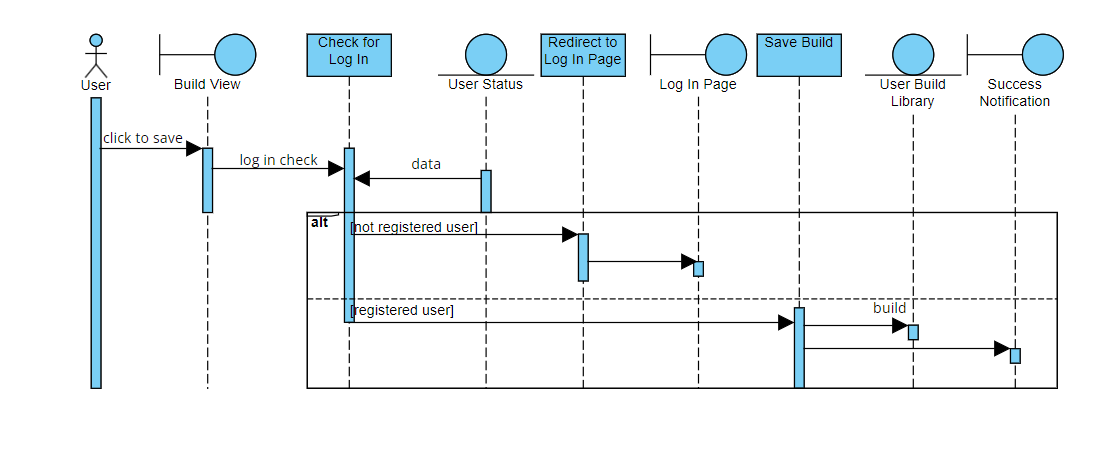 User
Build View
Check for
Log In
User Status
Redirect to
Log In Page
Log In Page
Save Build
User Build
Library
Success
Notification
click to save
log in check
data
alt
[not registered user]
[registered user]
build